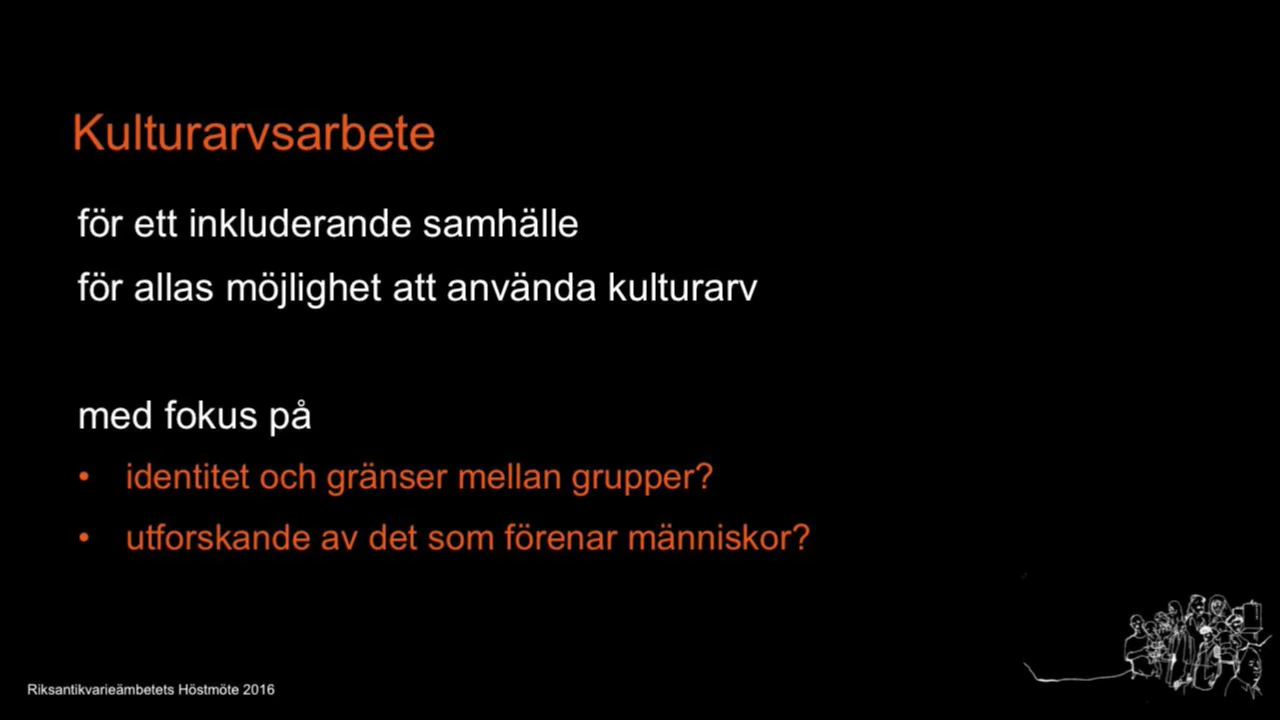 Kulturarvsarbete
för ett inkluderande samhälle
för allas möjlighet att använda kulturarv
med fokus på
• identitet och gränser mellan grupper?
• utforskande av det som förenar människor?
Riksantikvarieämbetets Höstmöte 2016